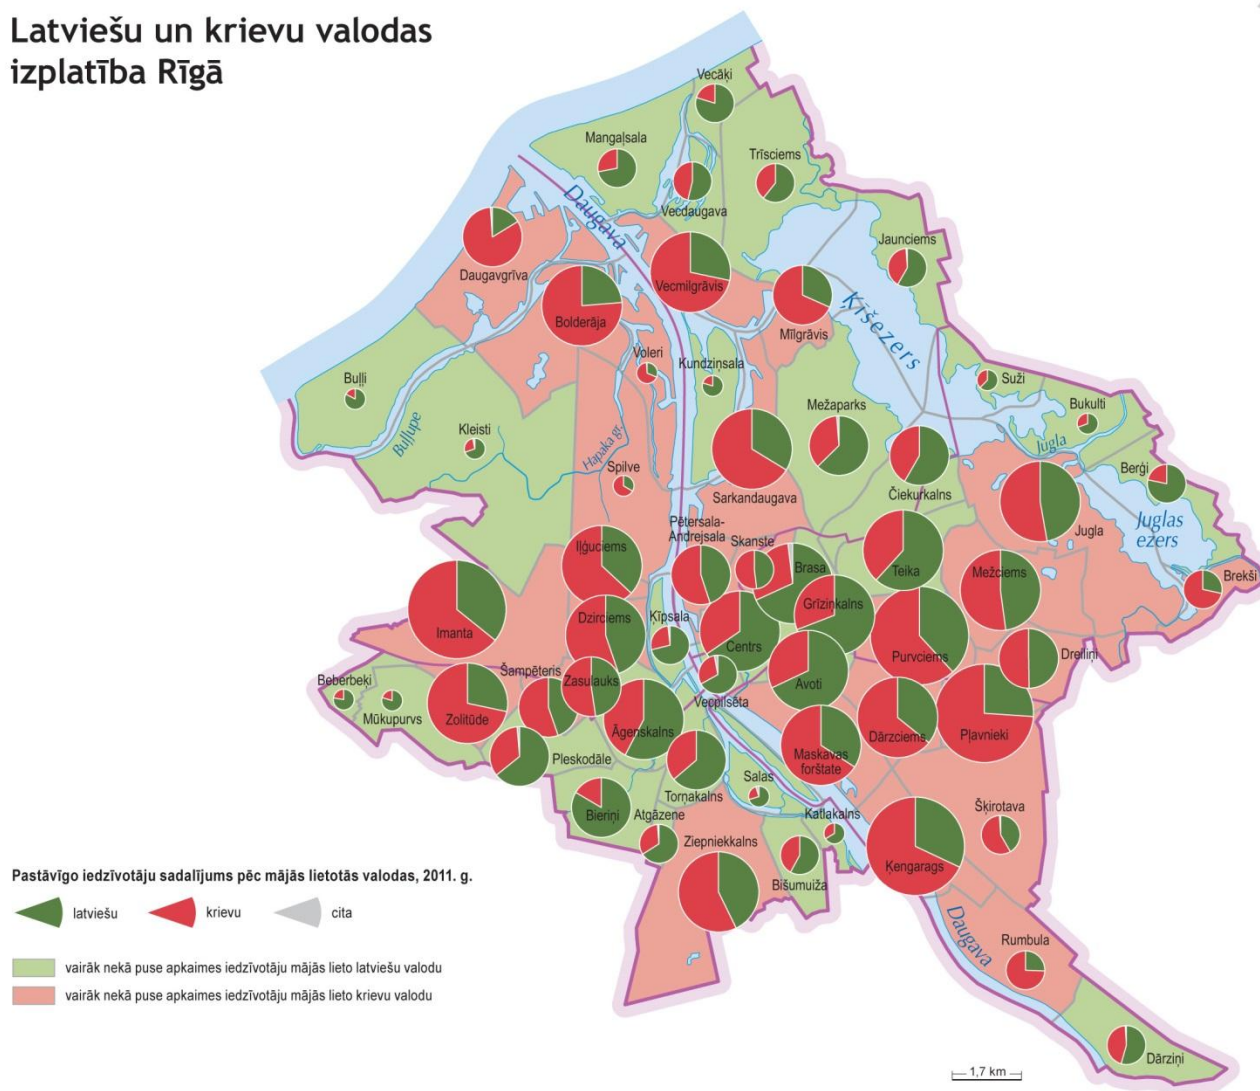 Latviešu un krievu valodas
izplatība Rīgā
Vecāķi
Mangaļsala
Trīsciems
Daugava
Vecdaugava
Jaunciems
Daugavgrīva
Vecmilgrāvis
Bolderāja
Mīlgrāvis
Ķīšezers
Voleri
Kundziņsala
Buļļi
Suži
Bukulti
Mežaparks
Buļļupe
Kleisti
Hapaka gr.
Jugla
Berģi
Spilve
Sarkandaugava
Čiekurkalns
Juglas
ezers
Jugla
Pētersala-
Andrejsala
Skanste
Iļģuciems
Brasa
Teika
Mežciems
Brekši
Imanta
Dzirciems
Ķīpsala
Grīziņkalns
Centrs
Purvciems
Dreiliņi
Beberbeķi
Šampēteris
Zasulauks
Vecpilsēta
Avoti
Mūkupurvs
Zolitūde
Āgenskalns
Dārzciems
Pļavnieki
Pleskodāle
Maskavas
forštate
Torņakalns
Salas
Bieriņi
Atgāzene
Katlakalns
Šķirotava
Ziepniekkalns
Bišumuiža
Ķengarags
Daugava
Rumbula
Dārziņi
Pastāvīgo iedzīvotāju sadalījums pēc mājās lietotās valodas, 2011. g.
latviešu krievu cita
vairāk nekā puse apkaimes iedzīvotāju mājās lieto latviešu valodu
vairāk nekā puse apkaimes iedzīvotāju mājās lieto krievu valodu
1,7 km